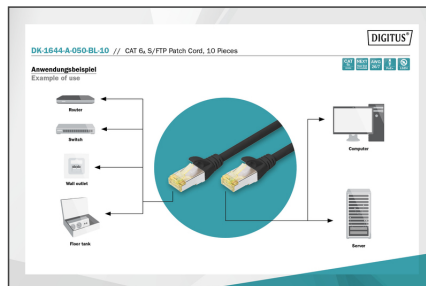 DIGITUS®
DK-1644-A-050-BL-10 // CAT 6A S/FTP Patch Cord, 10 Pieces
Anwendungsbeispiel
Example of use
Router
Switch
Wall outlet
Floor tank
Computer
Server